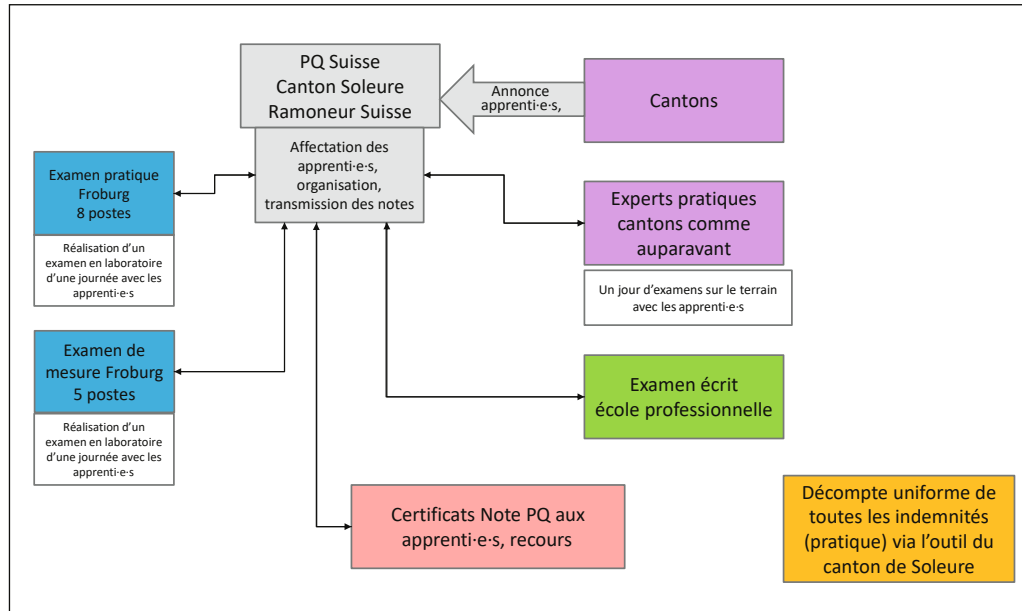 PQ Suisse
Canton Soleure
Ramoneur Suisse
Annonce
apprenti·e·s,
Cantons
Affectation des
apprenti·e·s,
organisation,
transmission des notes
Examen pratique
Froburg
8 postes
Réalisation d’un
examen en laboratoire
d’une journée avec les
apprenti·e·s
Experts pratiques
cantons comme
auparavant
Un jour d’examens sur le terrain
avec les apprenti·e·s
Examen de
mesure Froburg
5 postes
Réalisation d’un
examen en laboratoire
d’une journée avec les
apprenti·e·s
Examen écrit
école professionnelle
Certificats Note PQ aux
apprenti·e·s, recours
Décompte uniforme de
toutes les indemnités
(pratique) via l’outil du
canton de Soleure